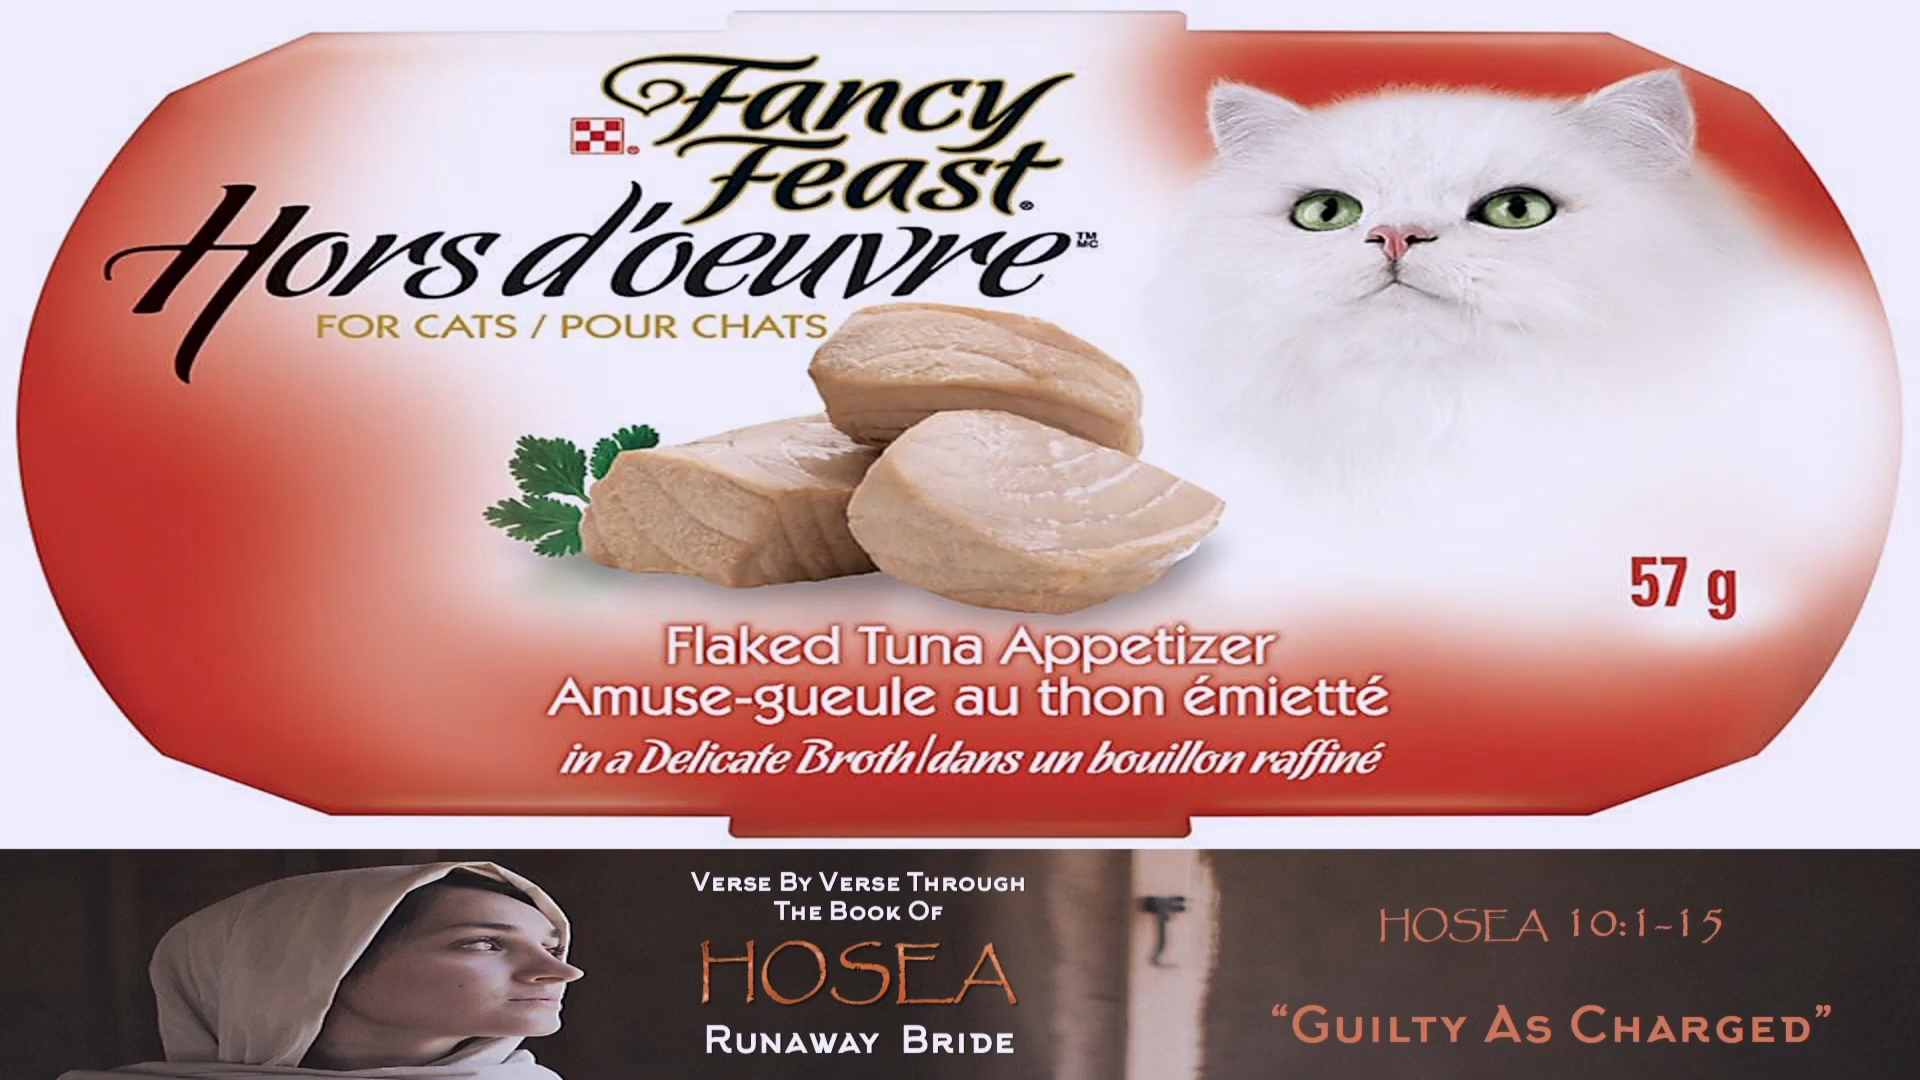 Fancy
Feast®
Hors d'oeuvre™
MC
FOR CATS / POUR CHATS
57 g
Flaked Tuna Appetizer
Amuse-gueule au thon émietté
in a Delicate Broth/dans un bouillon raffiné
VERSE BY VERSE THROUGH
THE BOOK OF
HOSEA
RUNAWAY BRIDE
HOSEA 10:1-15
“GUILTY AS CHARGED”